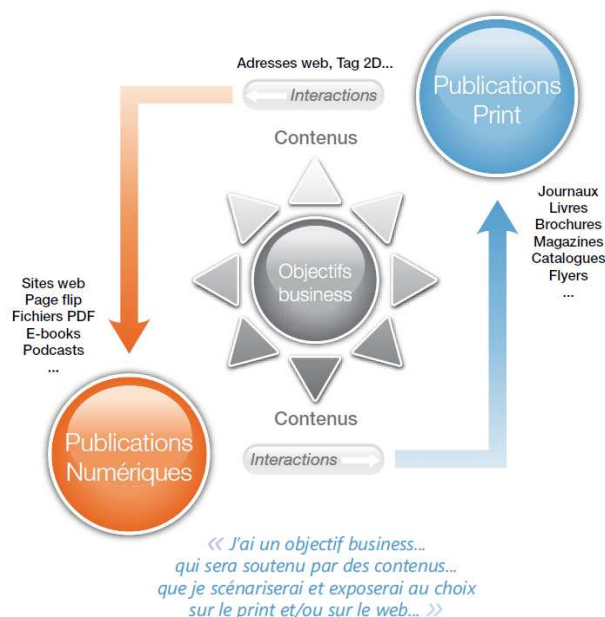 Adresses web, Tag 2D...
Interactions
Contenus
Publications
Print
Journaux
Livres
Brochures
Magazines
Catalogues
Flyers
...
Objectifs
business
Sites web
Page flip
Fichiers PDF
E-books
Podcasts
...
Publications
Numériques
Contenus
Interactions
« J'ai un objectif business...
qui sera soutenu par des contenus...
que je scénariserai et exposerai au choix
sur le print et/ou sur le web... »